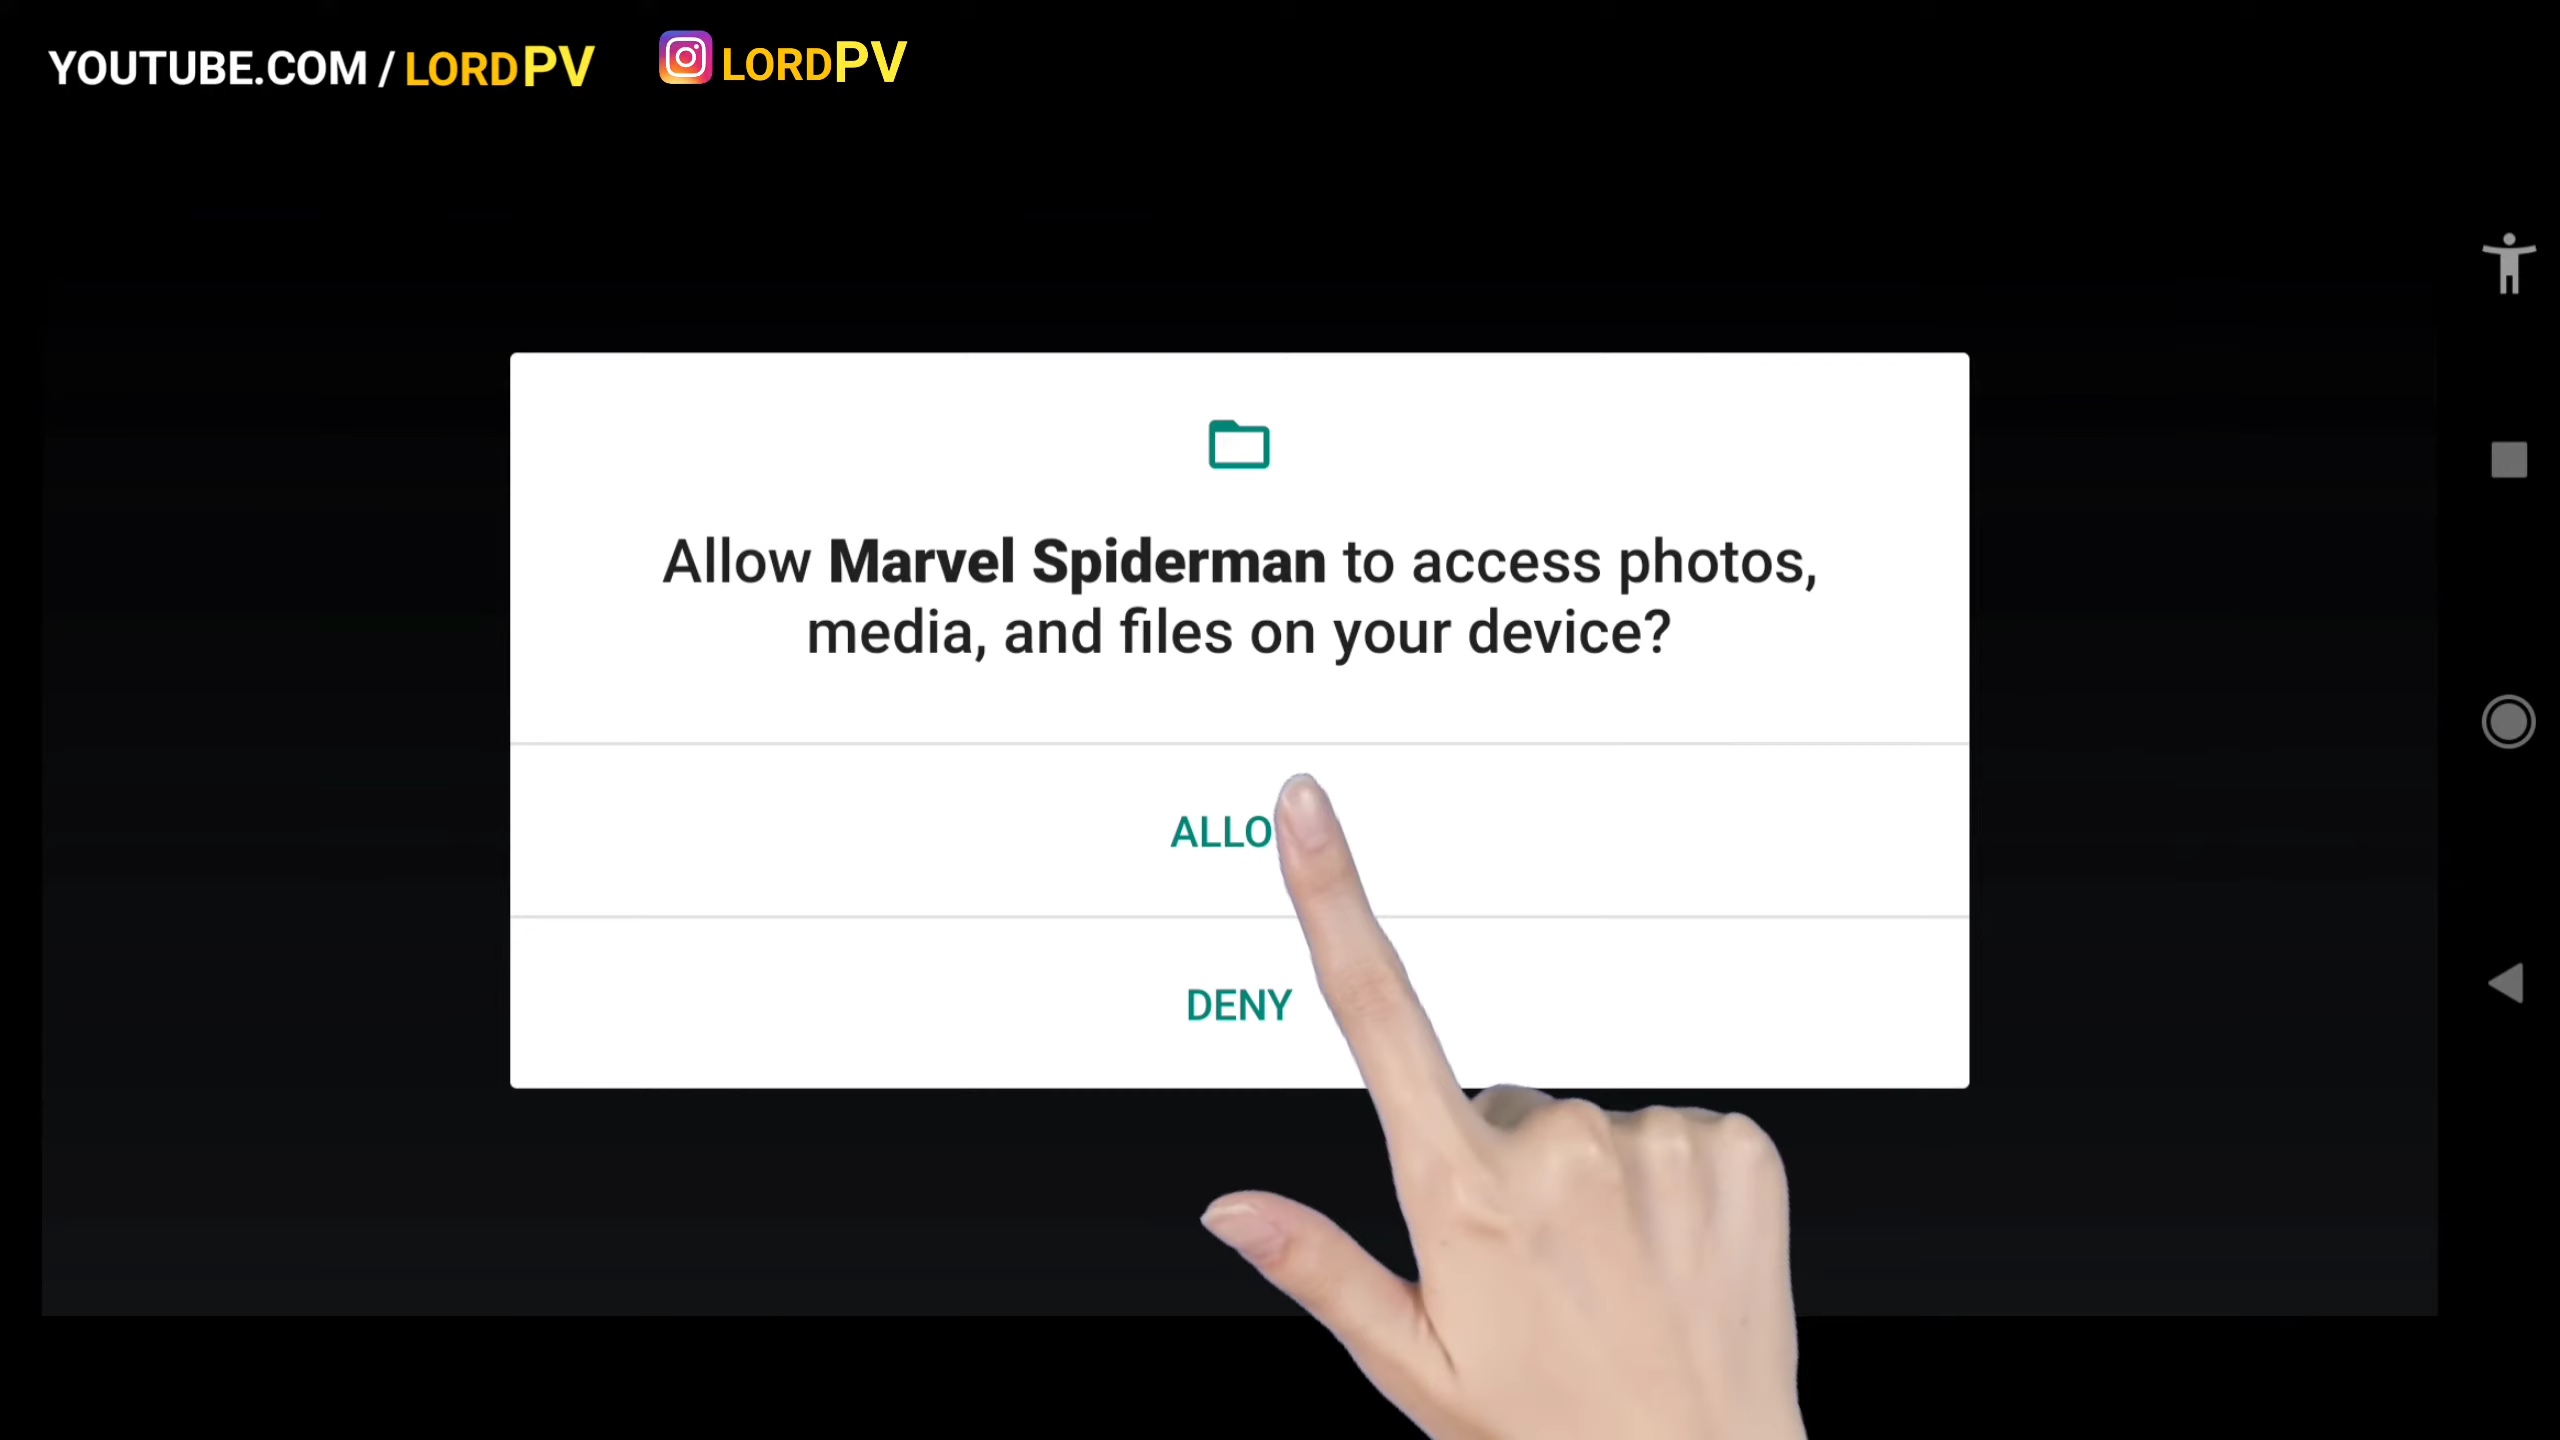 YOUTUBE.COM / LORDPV
LORDPV
Allow Marvel Spiderman to access photos,
media, and files on your device?
ALLO
DENY